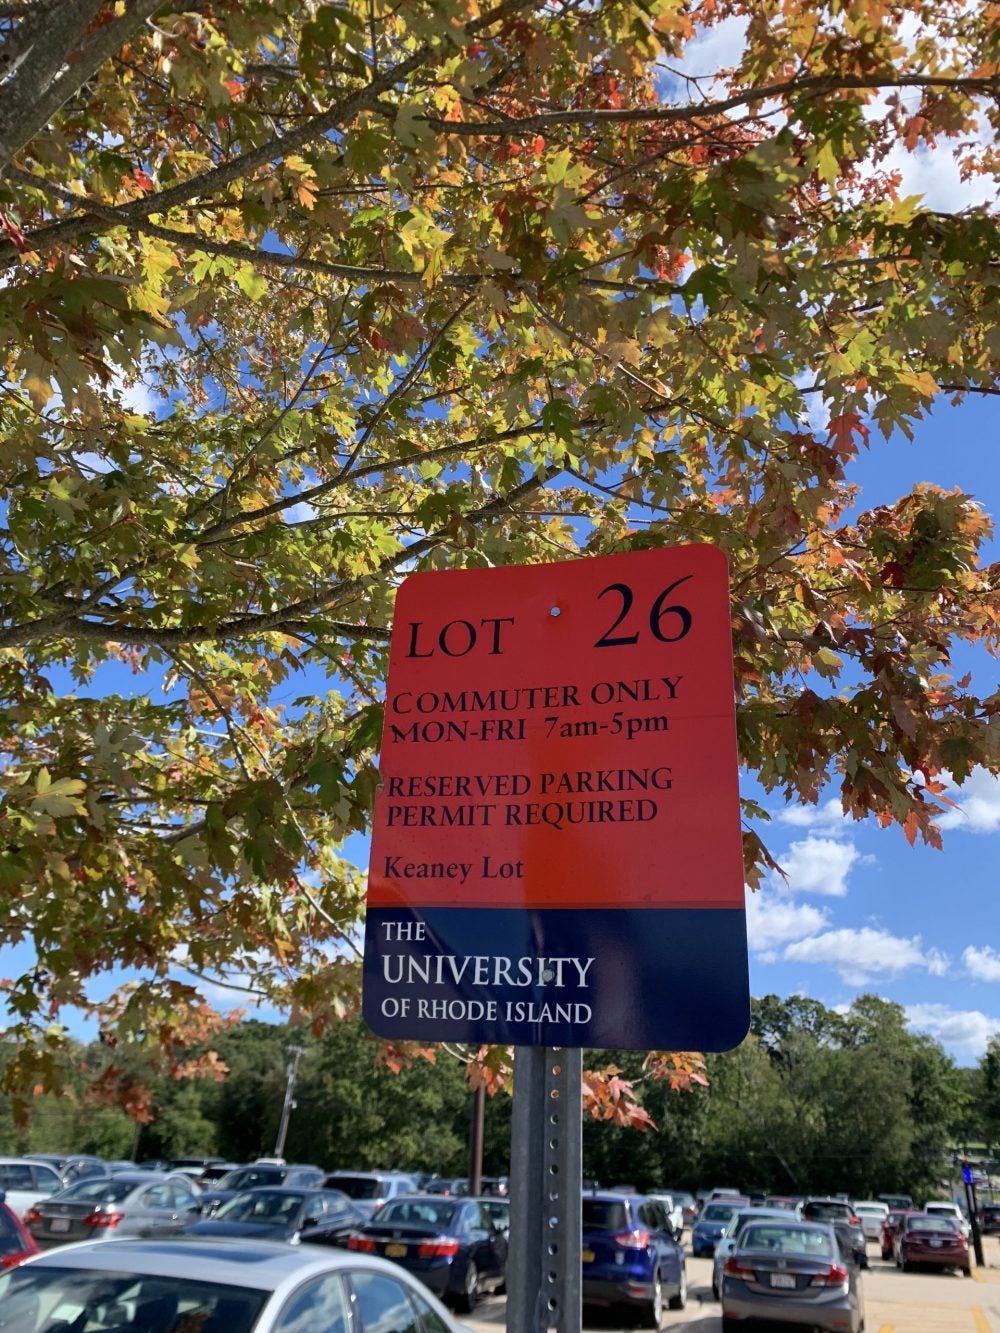 LOT 26
COMMUTER ONLY
MON-FRI 7am-5pm
RESERVED PARKING
PERMIT REQUIRED
Keaney Lot
THE
UNIVERSITY
OF RHODE ISLAND